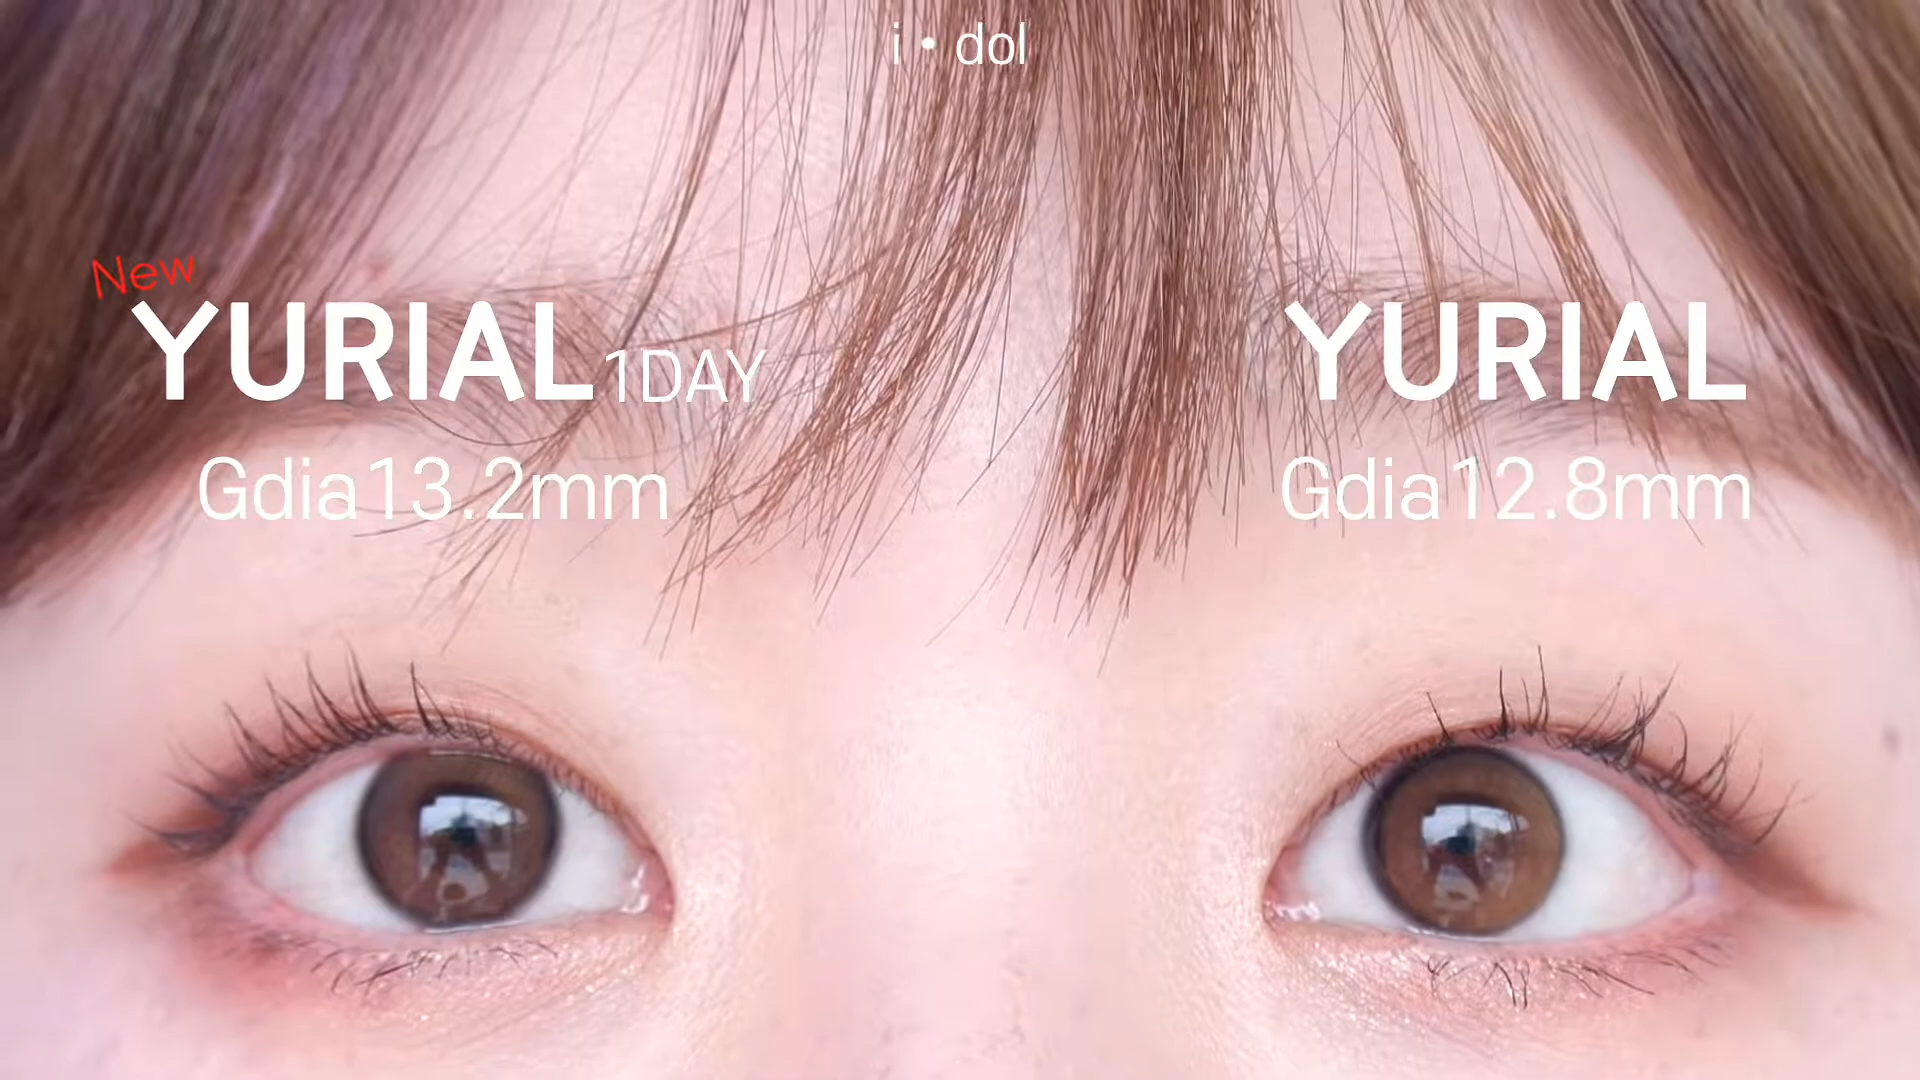 i • dol
New
YURIAL 1DAY
Gdia13.2mm
YURIAL
Gdia12.8mm